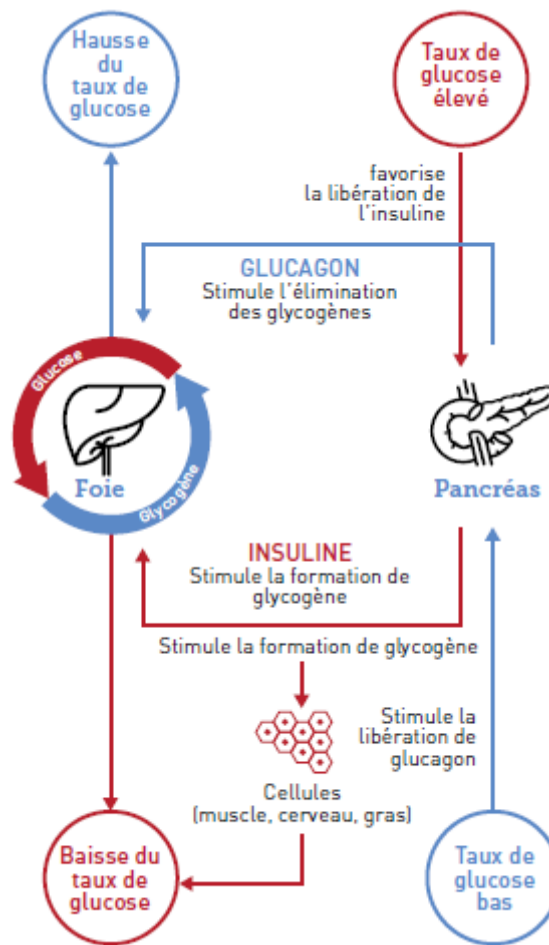 Hausse
du
taux de
glucose
Taux de
glucose
élevé
favorise
la libération de
l'insuline
GLUCAGON
Stimule l'élimination
des glycogènes
Glucose
Glycogène
Foie
Pancréas
INSULINE
Stimule la formation de
glycogène
Stimule la formation de glycogène
Stimule la
libération de
glucagon
Cellules
(muscle, cerveau, gras)
Baisse du
taux de
glucose
Taux de
glucose
bas